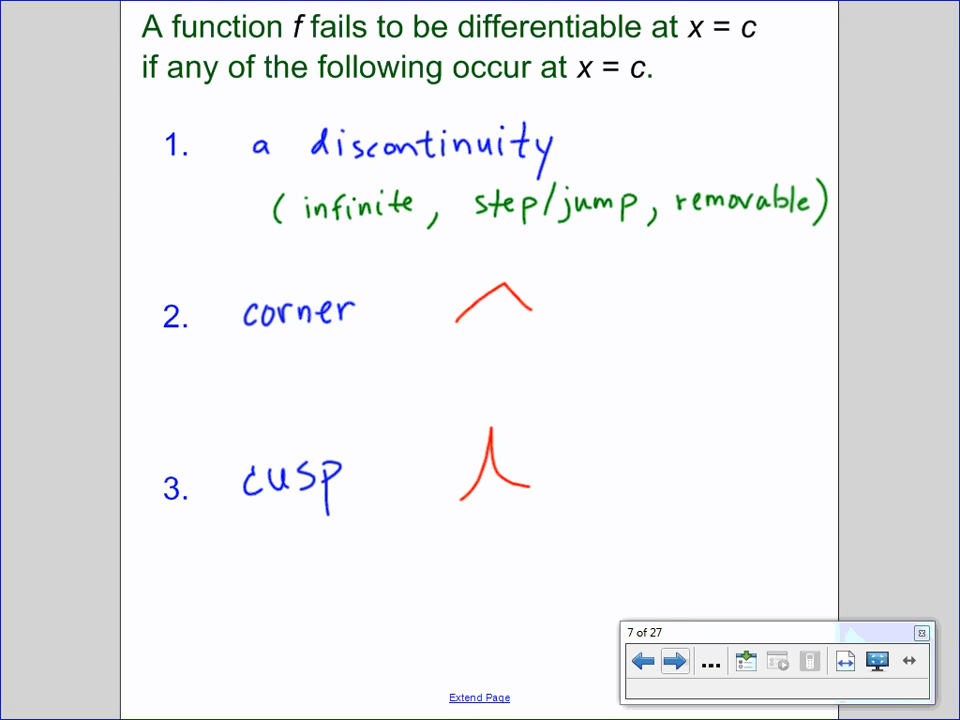 A function f fails to be differentiable at x = c
if any of the following occur at x = c.
1. a discontinuity
(infinite, step/jump, removable)
2. corner
3. cusp
7 of 27
Extend Page